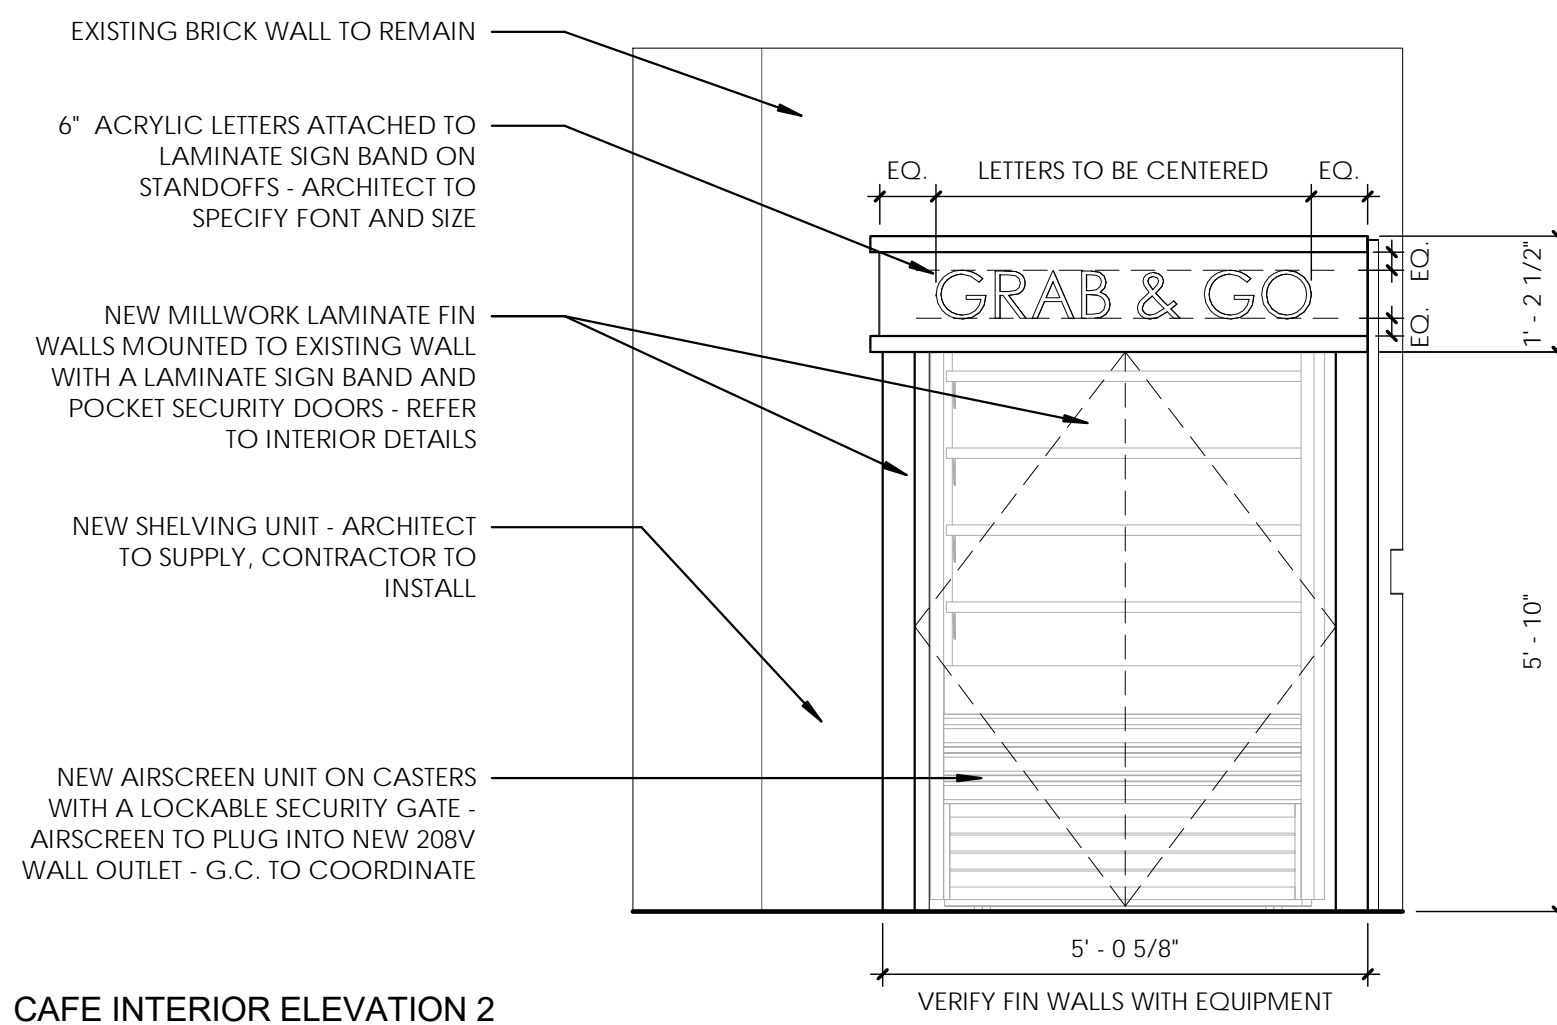 EXISTING BRICK WALL TO REMAIN
6" ACRYLIC LETTERS ATTACHED TO
LAMINATE SIGN BAND ON
STANDOFFS - ARCHITECT TO
SPECIFY FONT AND SIZE
NEW MILLWORK LAMINATE FIN
WALLS MOUNTED TO EXISTING WALL
WITH A LAMINATE SIGN BAND AND
POCKET SECURITY DOORS - REFER
TO INTERIOR DETAILS
NEW SHELVING UNIT - ARCHITECT
TO SUPPLY, CONTRACTOR TO
INSTALL
NEW AIRSCREEN UNIT ON CASTERS
WITH A LOCKABLE SECURITY GATE -
AIRSCREEN TO PLUG INTO NEW 208V
WALL OUTLET - G.C. TO COORDINATE
EQ. LETTERS TO BE CENTERED EQ.
GRAB & GO
EQ.
EQ.
1' - 2 1/2"
5' - 10"
5' - 0 5/8"
VERIFY FIN WALLS WITH EQUIPMENT
CAFE INTERIOR ELEVATION 2